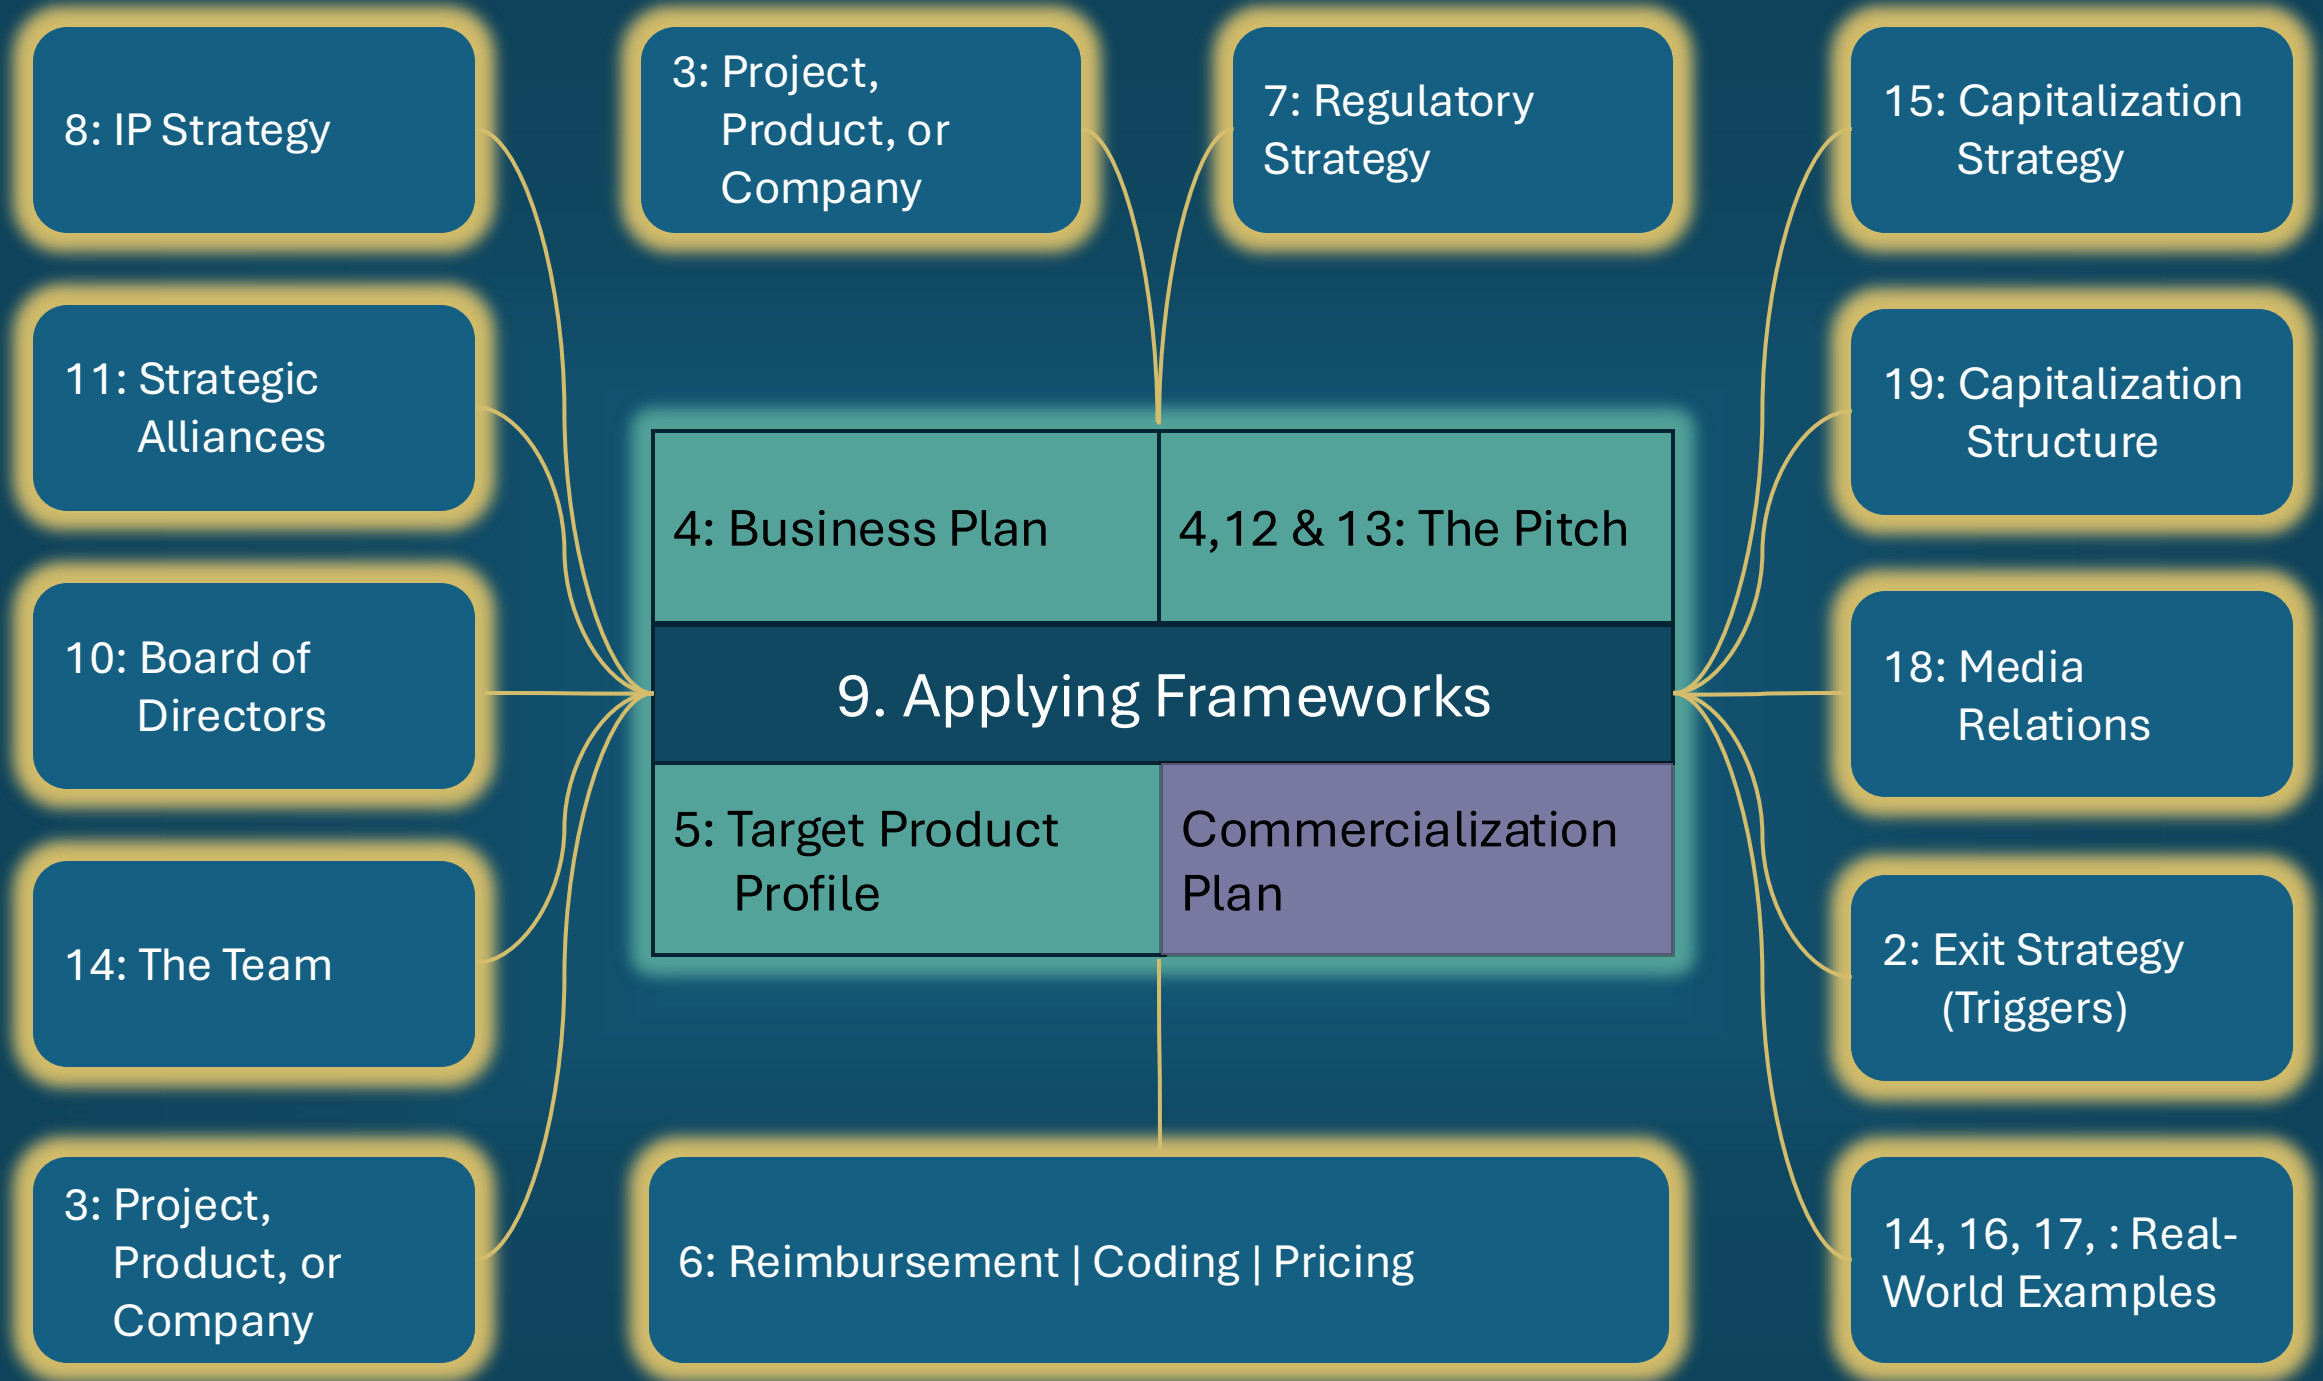 8: IP Strategy
3: Project,
Product, or
Company
7: Regulatory
Strategy
15: Capitalization
Strategy
11: Strategic
Alliances
19: Capitalization
Structure
4: Business Plan
4,12 & 13: The Pitch
10: Board of
Directors
9. Applying Frameworks
18: Media
Relations
5: Target Product
Profile
Commercialization
Plan
14: The Team
2: Exit Strategy
(Triggers)
3: Project,
Product, or
Company
6: Reimbursement | Coding | Pricing
14, 16, 17, : Real-
World Examples